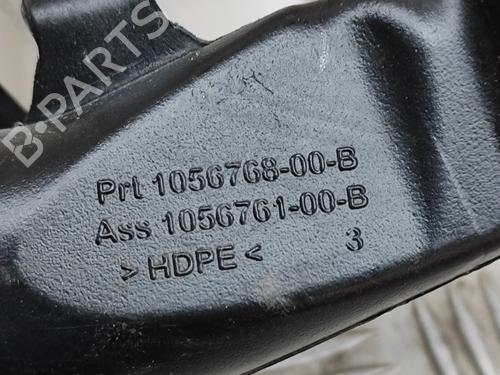 B-PARTS
Prt 1056768-00-B
Ass 1056761-00-B
> HDPE < 3